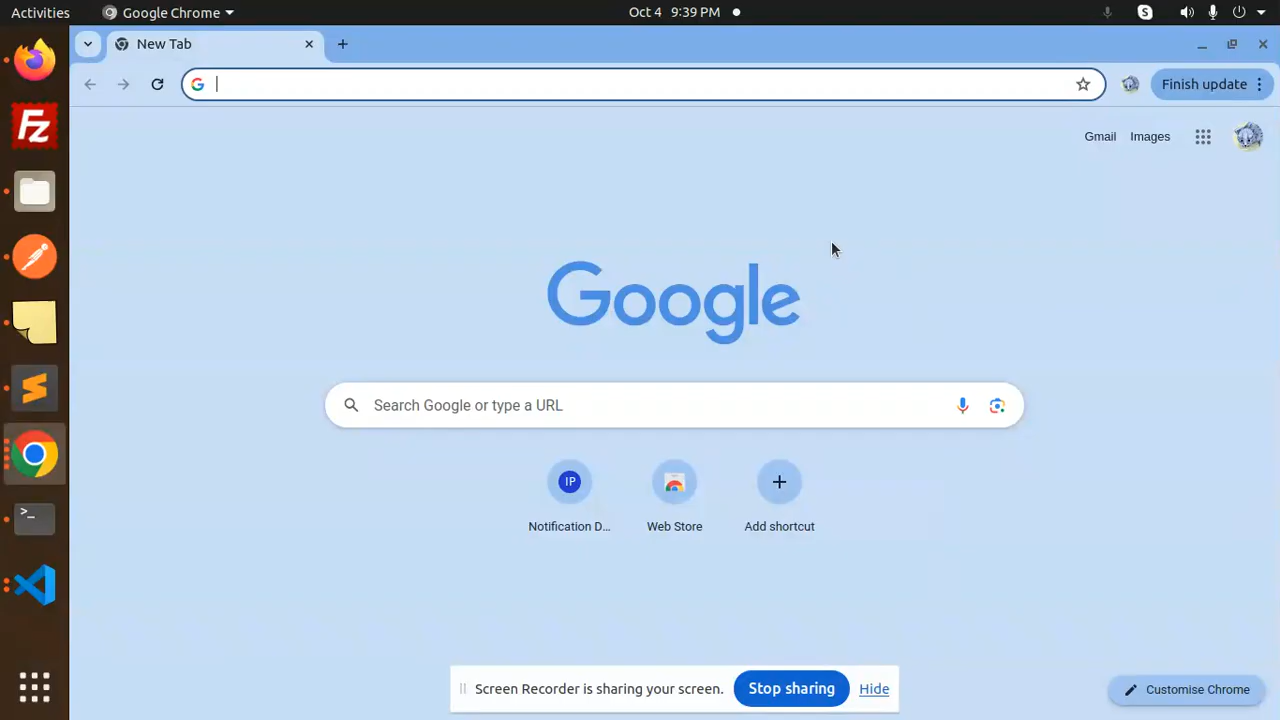 Activities
Google Chrome
Oct 4 9:39 PM
S
New Tab
G
Finish update
Gmail
Images
Google
Search Google or type a URL
IP
Notification D...
Web Store
Add shortcut
Fz
>_
Screen Recorder is sharing your screen.
Stop sharing
Hide
Customise Chrome